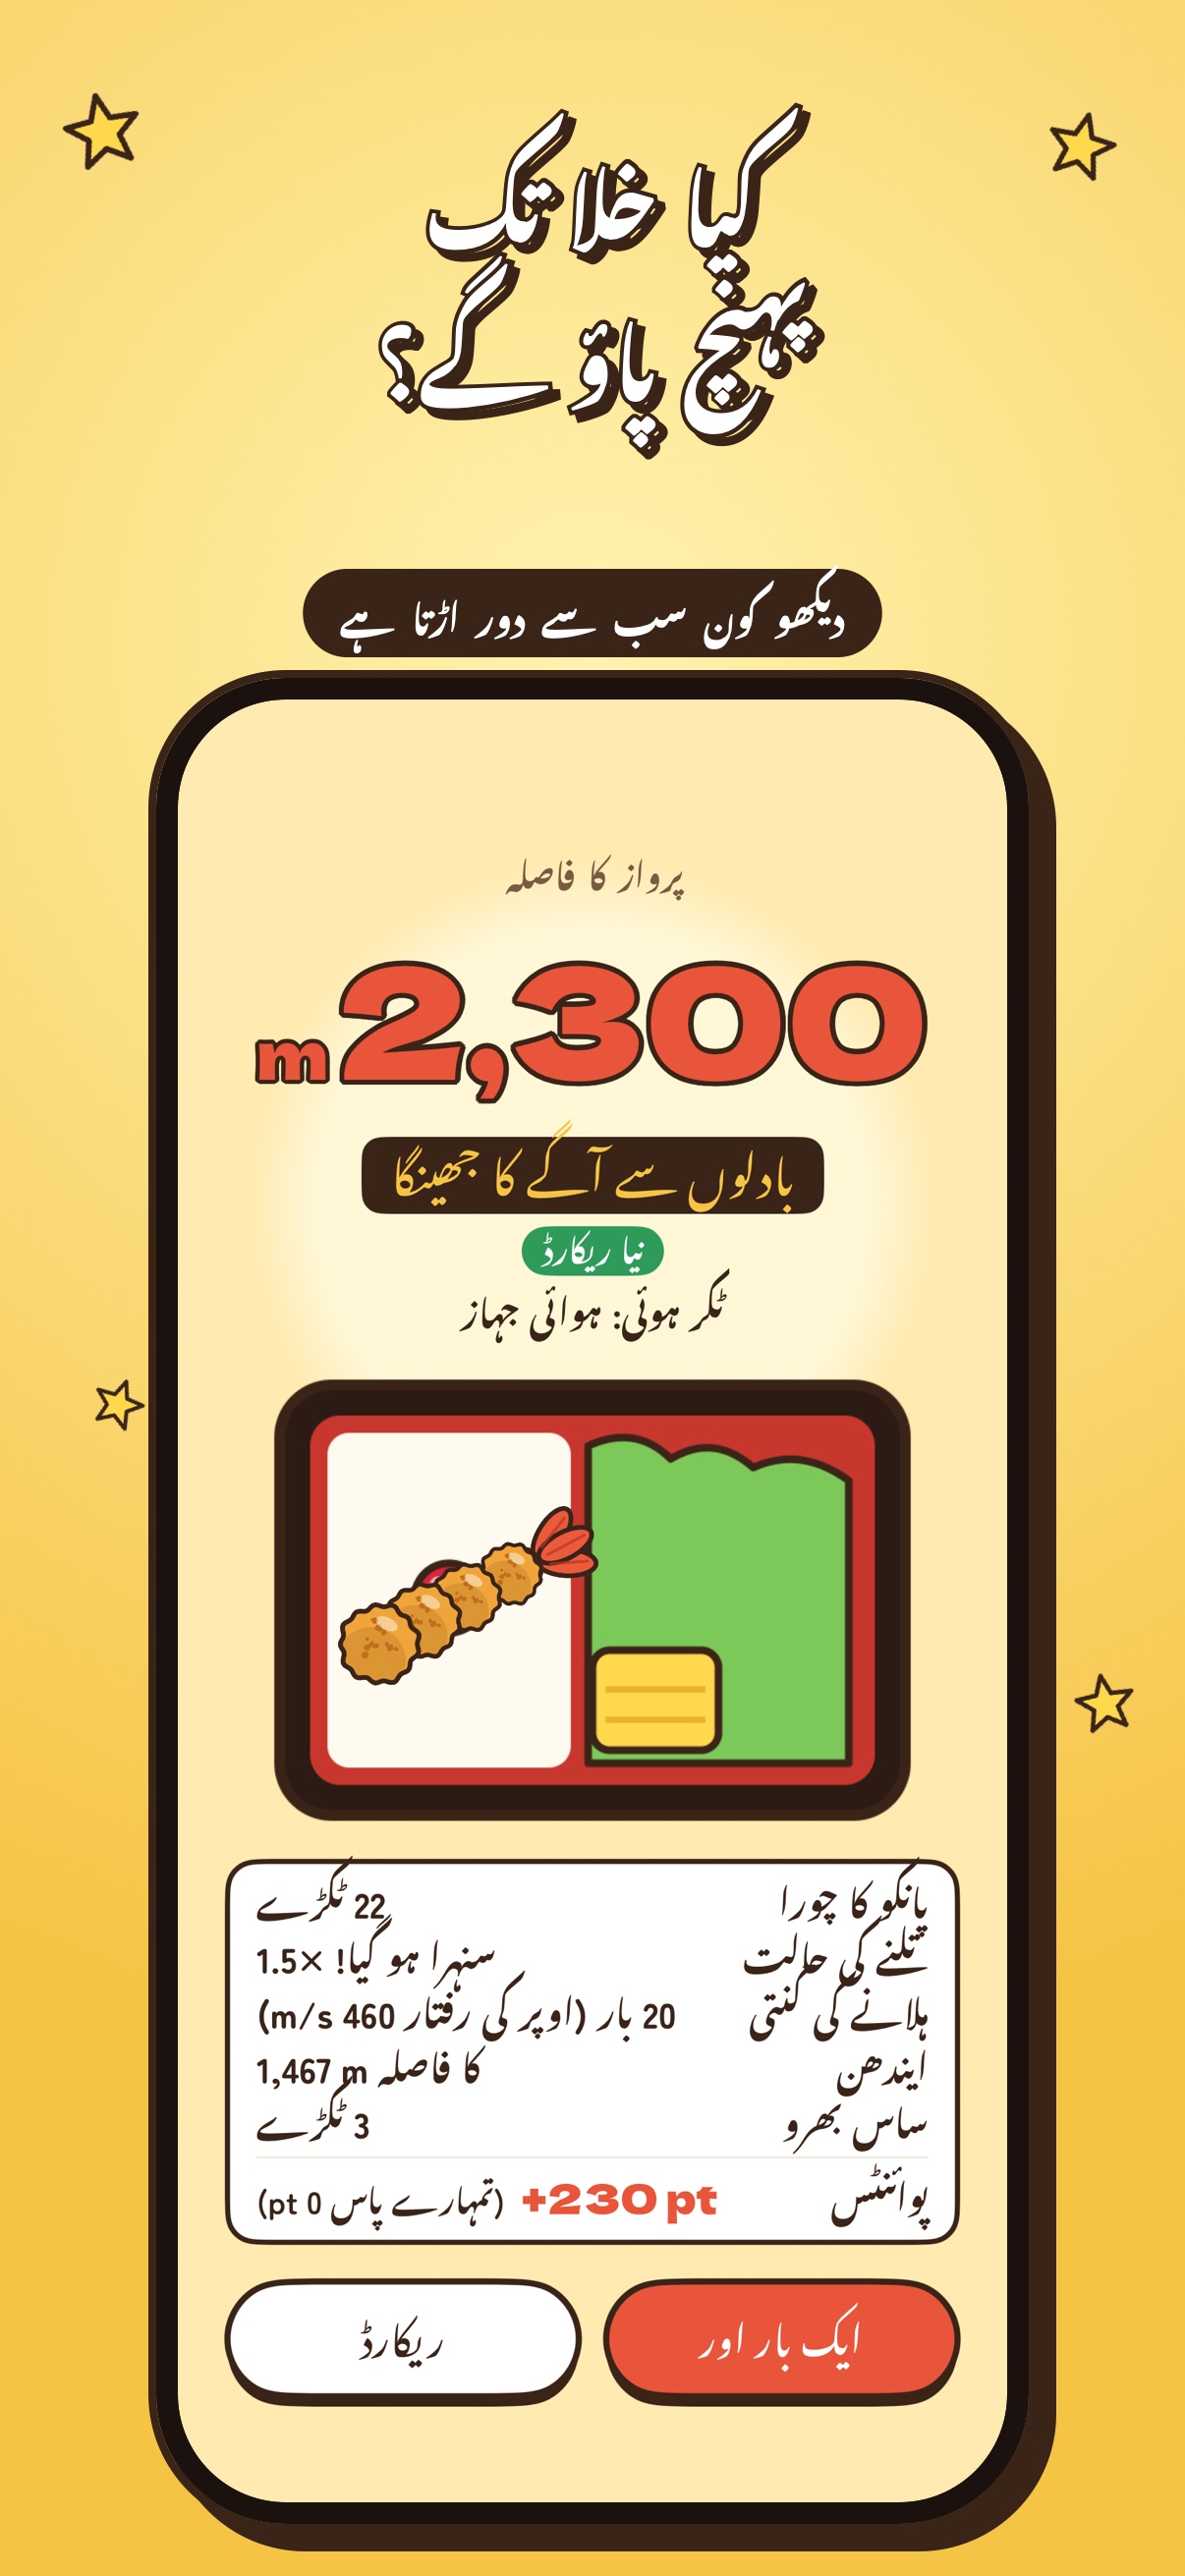 کیا خلا تک
پہنچ پاؤ گے؟
دیکھو کون سب سے دور اڑتا ہے
پرواز کا فاصلہ
2,300 m
بادلوں سے آگے کا جھینگا
نیا ریکارڈ
ٹکر ہوئی: ہوائی جہاز
پانکو کا چورا 22 ٹکڑے
تلنے کی حالت سنہرا ہو گیا! ×1.5
ہلانے کی گنتی 20 بار (اوپر کی رفتار 460 m/s)
ایندھن کا فاصلہ 1,467 m
ساس بھرو 3 ٹکڑے
پوائنٹس +230 pt (تمہارے پاس 0 pt)
ایک بار اور
ریکارڈ